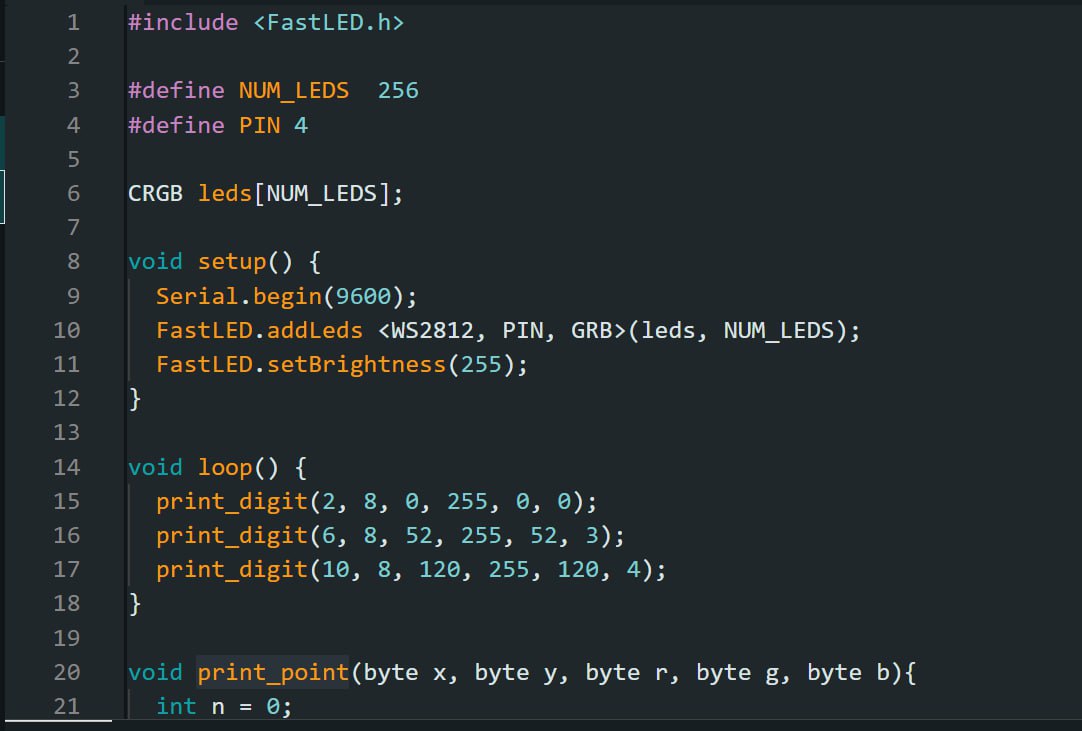 1 #include <FastLED.h>
2
3 #define NUM_LEDS  256
4 #define PIN 4
5
6 CRGB leds[NUM_LEDS];
7
8 void setup() {
9   Serial.begin(9600);
10   FastLED.addLeds <WS2812, PIN, GRB>(leds, NUM_LEDS);
11   FastLED.setBrightness(255);
12 }
13
14 void loop() {
15   print_digit(2, 8, 0, 255, 0, 0);
16   print_digit(6, 8, 52, 255, 52, 3);
17   print_digit(10, 8, 120, 255, 120, 4);
18 }
19
20 void print_point(byte x, byte y, byte r, byte g, byte b){
21   int n = 0;